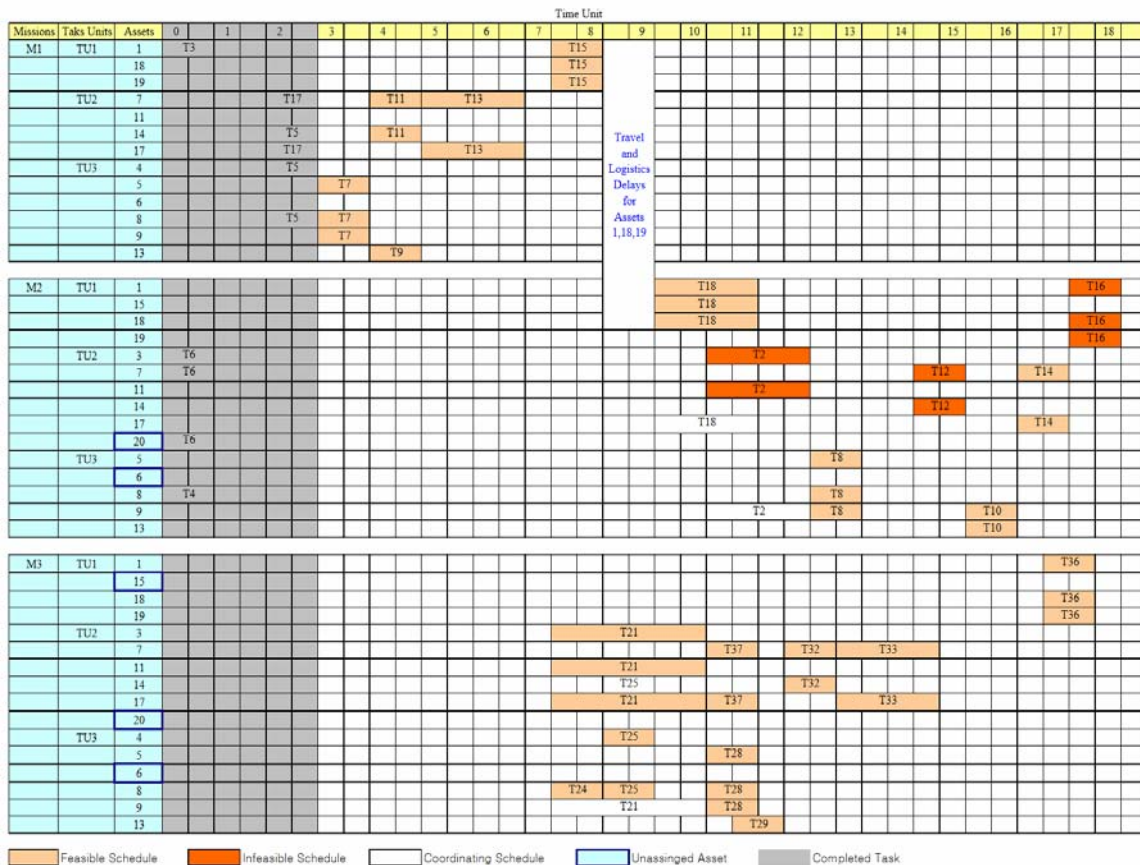 Time Unit
Missions Taks Units Assets 0 1 2 3 4 5 6 7 8 9 10 11 12 13 14 15 16 17 18
M1 TU1 1 T3 T15
18 T15
19 T15
TU2 7 T17 T11 T13
11
14 T5 T11
17 T17 T13
TU3 4 T5
5 T7
6
8 T5 T7
9 T7
13 T9
Travel
and
Logistics
Delays
for
Assets
1,18,19
M2 TU1 1 T18 T16
15 T18
18 T18 T16
19 T16
TU2 3 T6 T2
7 T6 T12 T14
11 T2
14 T12
17 T18 T14
20 T6
TU3 5 T8
6
8 T4 T8
9 T2 T8 T10
13 T10
M3 TU1 1 T36
15
18 T36
19 T36
TU2 3 T21
7 T37 T32 T33
11 T21
14 T25 T32
17 T21 T37 T33
20
TU3 4 T25
5 T28
6
8 T24 T25 T28
9 T21 T28
13 T29
Feasible Schedule Infeasible Schedule Coordinating Schedule Unassinged Asset Completed Task